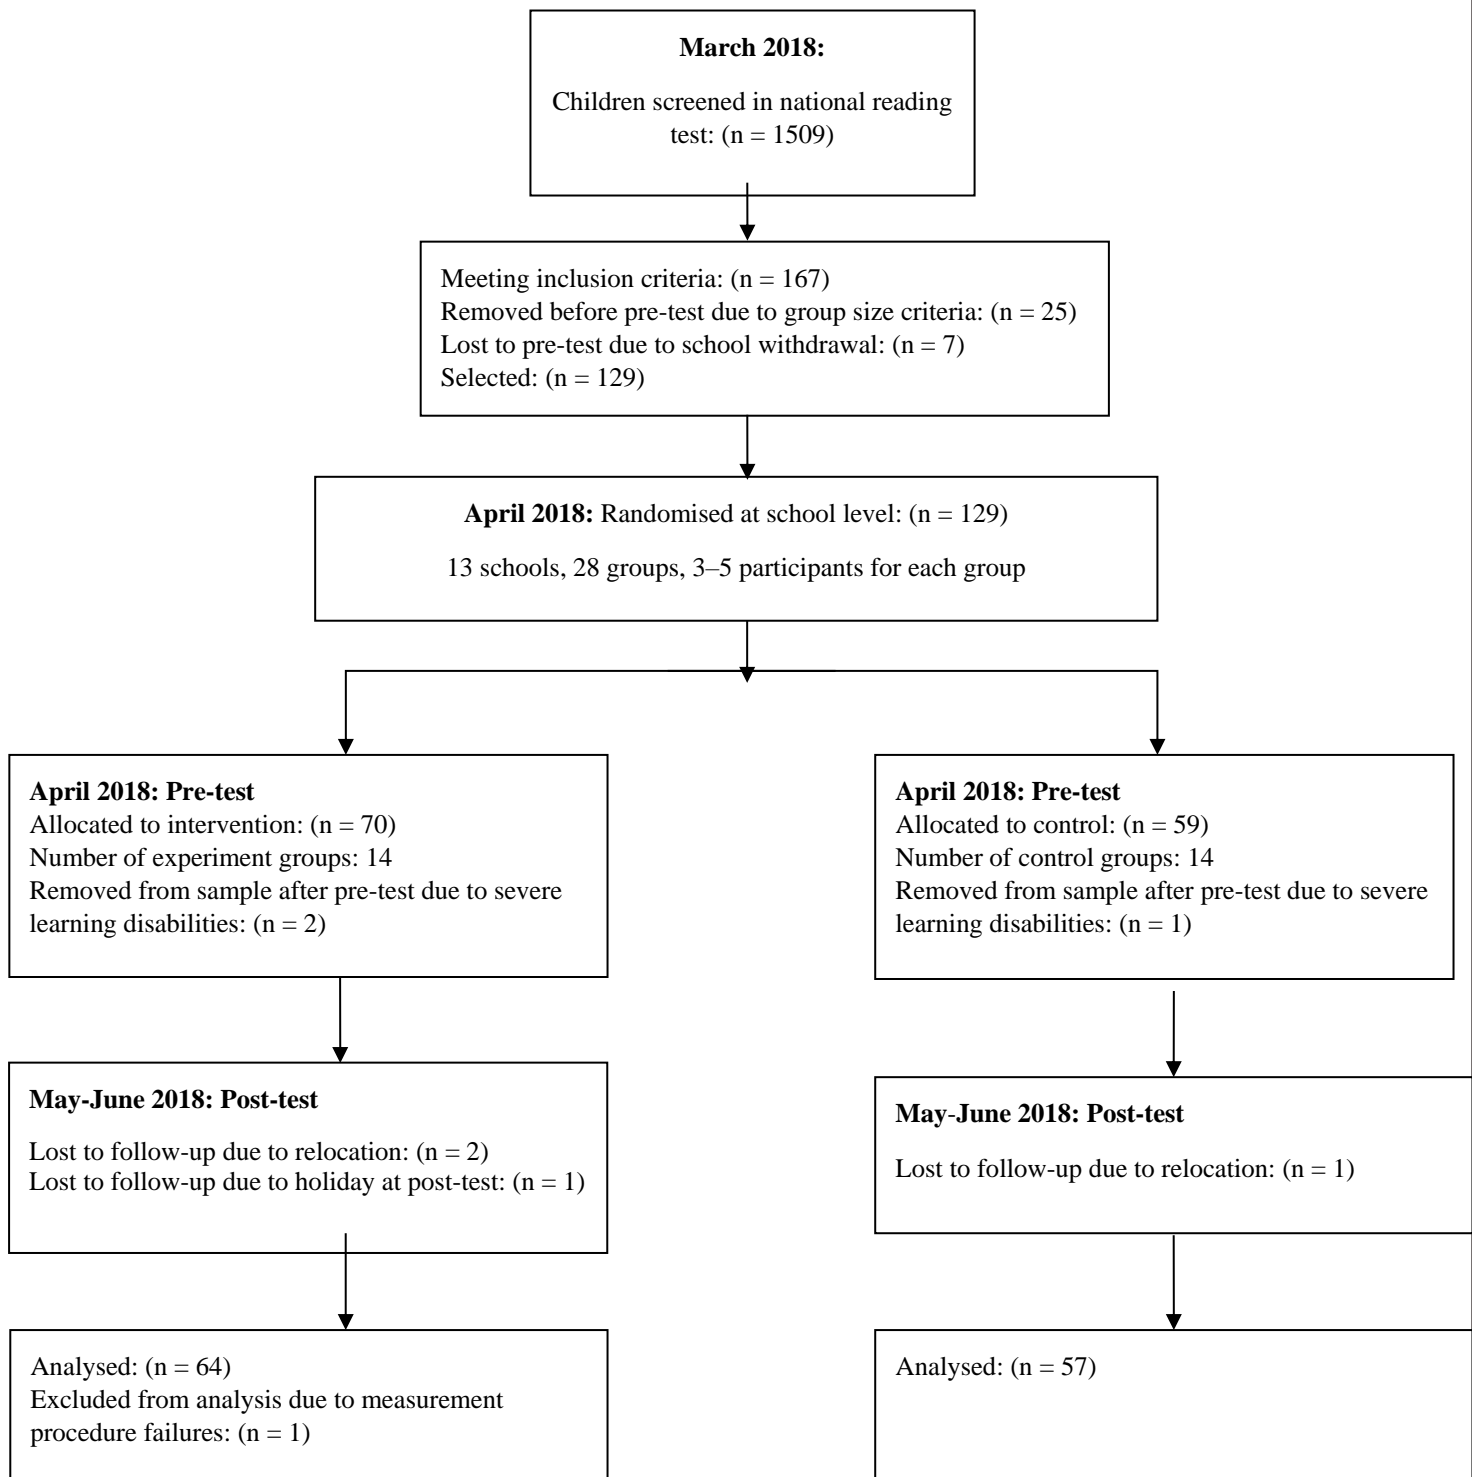 March 2018:
Children screened in national reading
test: (n = 1509)
Meeting inclusion criteria: (n = 167)
Removed before pre-test due to group size criteria: (n = 25)
Lost to pre-test due to school withdrawal: (n = 7)
Selected: (n = 129)
April 2018: Randomised at school level: (n = 129)
13 schools, 28 groups, 3–5 participants for each group
April 2018: Pre-test
Allocated to intervention: (n = 70)
Number of experiment groups: 14
Removed from sample after pre-test due to severe
learning disabilities: (n = 2)
April 2018: Pre-test
Allocated to control: (n = 59)
Number of control groups: 14
Removed from sample after pre-test due to severe
learning disabilities: (n = 1)
May-June 2018: Post-test
Lost to follow-up due to relocation: (n = 2)
Lost to follow-up due to holiday at post-test: (n = 1)
May-June 2018: Post-test
Lost to follow-up due to relocation: (n = 1)
Analysed: (n = 64)
Excluded from analysis due to measurement
procedure failures: (n = 1)
Analysed: (n = 57)